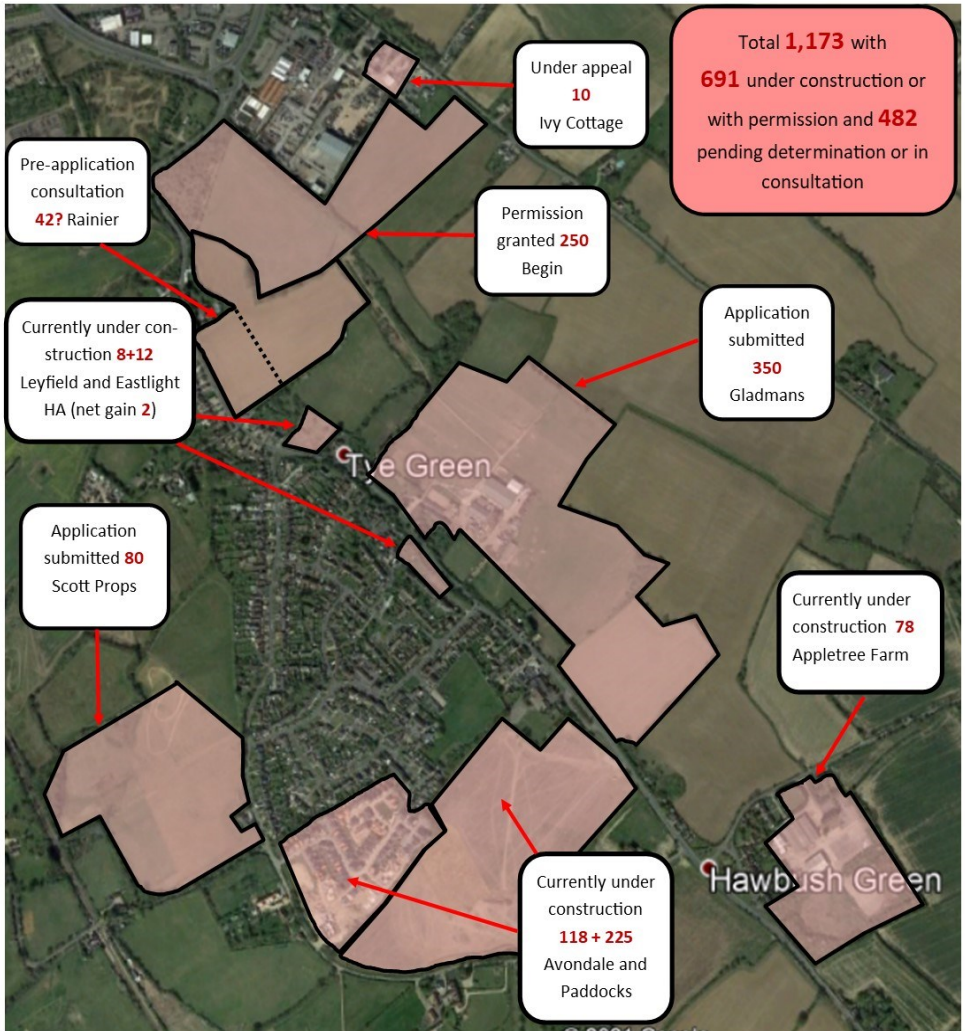 Under appeal
10
Ivy Cottage
Total 1,173 with
691 under construction or
with permission and 482
pending determination or in
consultation
Pre-application
consultation
42? Rainier
Permission
granted 250
Begin
Currently under con-
struction 8+12
Leyfield and Eastlight
HA (net gain 2)
Application
submitted
350
Gladmans
Tye Green
Application
submitted 80
Scott Props
Currently under
construction 78
Appletree Farm
Hawbush Green
Currently under
construction
118 + 225
Avondale and
Paddocks